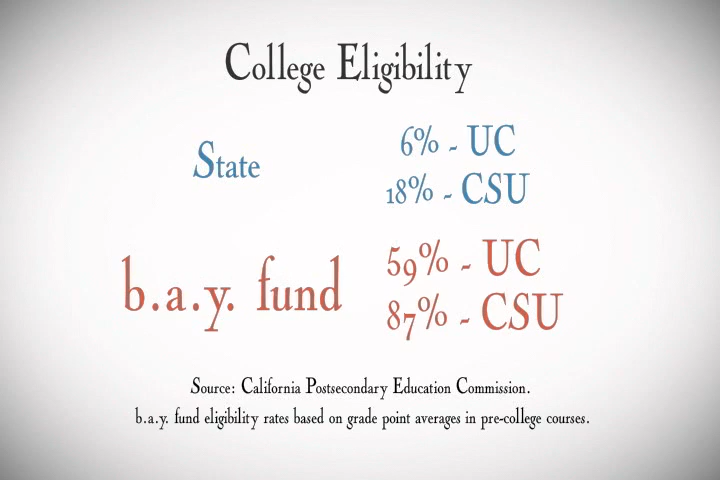 College Eligibility
State
6% - UC
18% - CSU
b.a.y. fund
59% - UC
87% - CSU
Source: California Postsecondary Education Commission.
b.a.y. fund eligibility rates based on grade point averages in pre-college courses.